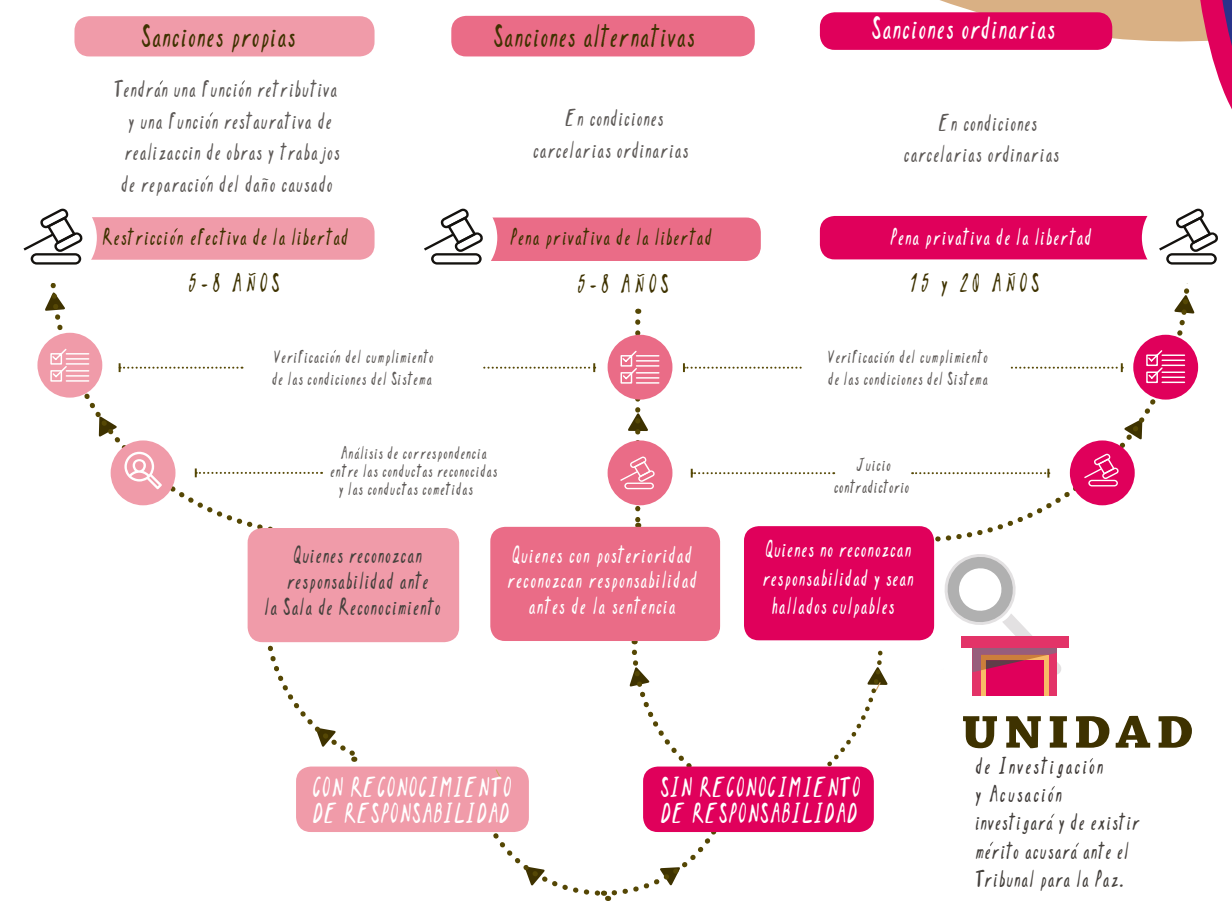 Sanciones propias
Tendrán una función retributiva
y una función restaurativa de
realizaccin de obras y trabajos
de reparación del daño causado
Restricción efectiva de la libertad
5-8 AÑOS
Sanciones alternativas
En condiciones
carcelarias ordinarias
Pena privativa de la libertad
5-8 AÑOS
Sanciones ordinarias
En condiciones
carcelarias ordinarias
Pena privativa de la libertad
15 y 20 AÑOS
Verificación del cumplimiento
de las condiciones del Sistema
Verificación del cumplimiento
de las condiciones del Sistema
Análisis de correspondencia
entre las conductas reconocidas
y las conductas cometidas
Juicio
contradictorio
Quienes reconozcan
responsabilidad ante
la Sala de Reconocimiento
Quienes con posterioridad
reconozcan responsabilidad
antes de la sentencia
Quienes no reconozcan
responsabilidad y sean
hallados culpables
CON RECONOCIMIENTO
DE RESPONSABILIDAD
SIN RECONOCIMIENTO
DE RESPONSABILIDAD
UNIDAD
de Investigación
y Acusación
investigará y de existir
mérito acusará ante el
Tribunal para la Paz.